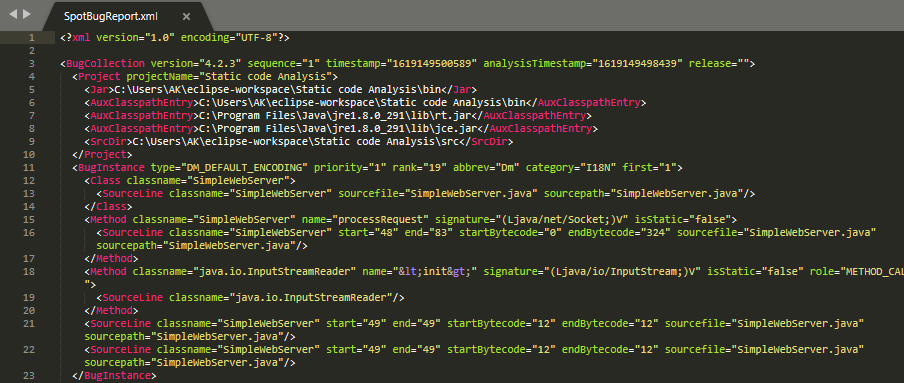 SpotBugReport.xml ×
1 <?xml version="1.0" encoding="UTF-8"?>
2
3 <BugCollection version="4.2.3" sequence="1" timestamp="1619149500589" analysisTimestamp="1619149498439" release="">
4 <Project projectName="Static code Analysis">
5 <Jar>C:\Users\AK\eclipse-workspace\Static code Analysis\bin</Jar>
6 <AuxClasspathEntry>C:\Users\AK\eclipse-workspace\Static code Analysis\bin</AuxClasspathEntry>
7 <AuxClasspathEntry>C:\Program Files\Java\jre1.8.0_291\lib\rt.jar</AuxClasspathEntry>
8 <AuxClasspathEntry>C:\Program Files\Java\jre1.8.0_291\lib\jce.jar</AuxClasspathEntry>
9 <SrcDir>C:\Users\AK\eclipse-workspace\Static code Analysis\src</SrcDir>
10 </Project>
11 <BugInstance type="DM_DEFAULT_ENCODING" priority="1" rank="19" abbrev="Dm" category="I18N" first="1">
12 <Class classname="SimpleWebServer">
13 <SourceLine classname="SimpleWebServer" sourcefile="SimpleWebServer.java" sourcepath="SimpleWebServer.java"/>
14 </Class>
15 <Method classname="SimpleWebServer" name="processRequest" signature="(Ljava/net/Socket;)V" isStatic="false">
16 <SourceLine classname="SimpleWebServer" start="48" end="83" startBytecode="0" endBytecode="324" sourcefile="SimpleWebServer.java"
sourcepath="SimpleWebServer.java"/>
17 </Method>
18 <Method classname="java.io.InputStreamReader" name="&lt;init&gt;" signature="(Ljava/io/InputStream;)V" isStatic="false" role="METHOD_CAL
">
19 <SourceLine classname="java.io.InputStreamReader"/>
20 </Method>
21 <SourceLine classname="SimpleWebServer" start="49" end="49" startBytecode="12" endBytecode="12" sourcefile="SimpleWebServer.java"
sourcepath="SimpleWebServer.java"/>
22 <SourceLine classname="SimpleWebServer" start="49" end="49" startBytecode="12" endBytecode="12" sourcefile="SimpleWebServer.java"
sourcepath="SimpleWebServer.java"/>
23 </BugInstance>